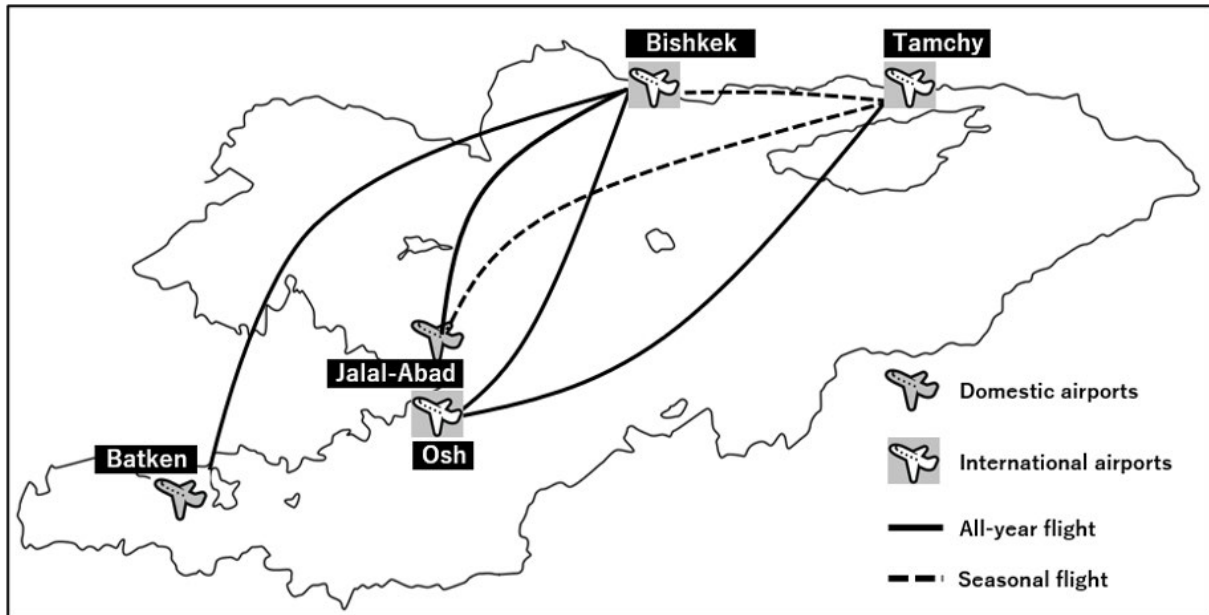 Bishkek
Tamchy
Jalal-Abad
Osh
Batken
Domestic airports
International airports
All-year flight
Seasonal flight